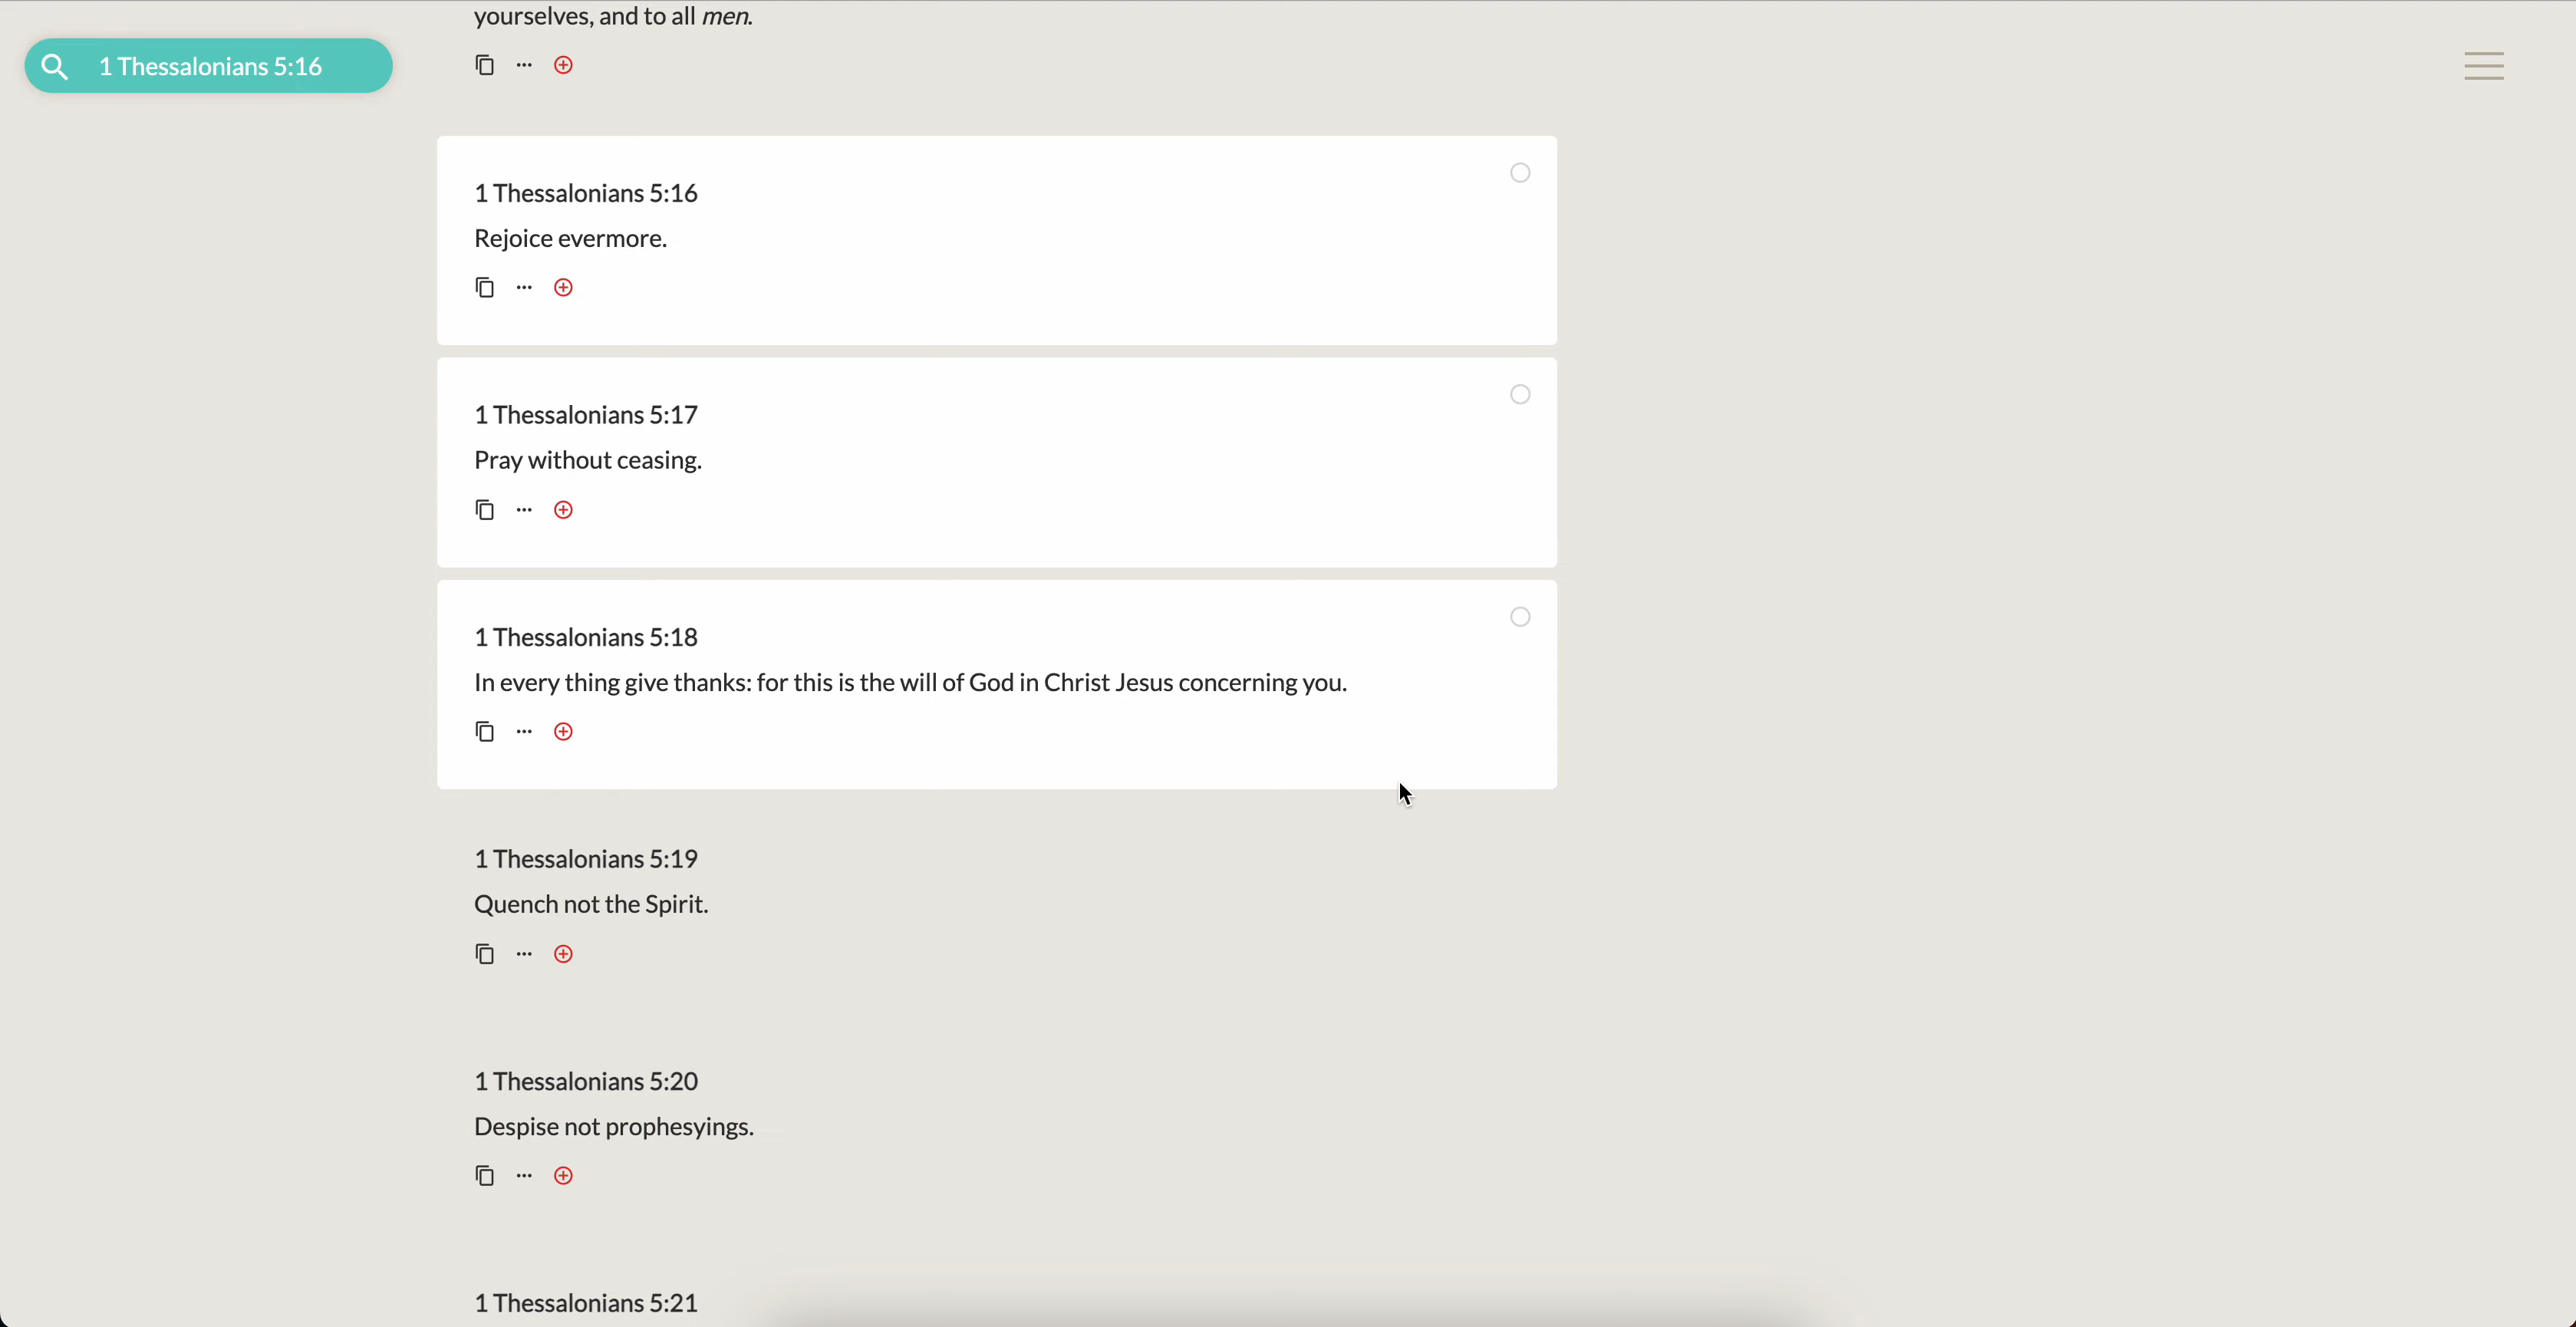 yourselves, and to all men.
1 Thessalonians 5:16
1 Thessalonians 5:16
Rejoice evermore.
1 Thessalonians 5:17
Pray without ceasing.
1 Thessalonians 5:18
In every thing give thanks: for this is the will of God in Christ Jesus concerning you.
1 Thessalonians 5:19
Quench not the Spirit.
1 Thessalonians 5:20
Despise not prophesyings.
1 Thessalonians 5:21